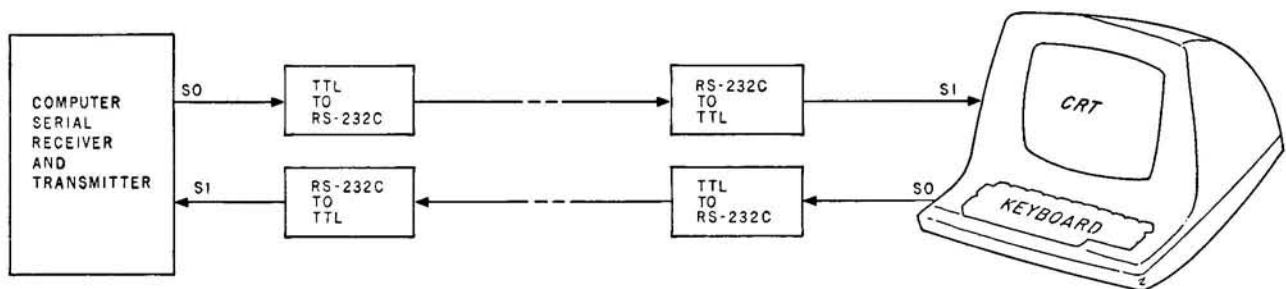 COMPUTER
SERIAL
RECEIVER
AND
TRANSMITTER
SO
TTL
TO
RS-232C
RS-232C
TO
TTL
SI
SI
RS-232C
TO
TTL
TTL
TO
RS-232C
SO
CRT
KEYBOARD